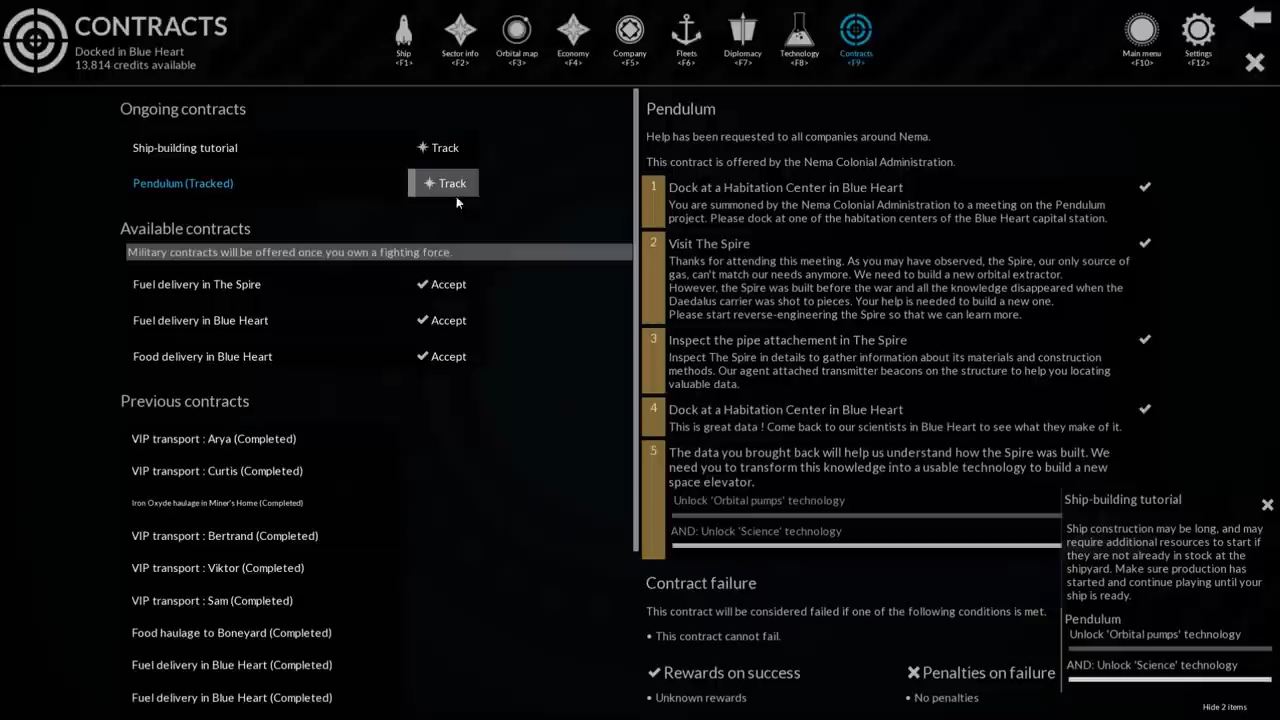 CONTRACTS
Docked in Blue Heart
13,814 credits available
Ship
<F1>
Sector info
<F2>
Orbital map
<F3>
Economy
<F4>
Company
<F5>
Fleets
<F6>
Diplomacy
<F7>
Technology
<F8>
Contracts
<F9>
Main menu
<F10>
Settings
<F12>
Ongoing contracts
Ship-building tutorial
Track
Pendulum (Tracked)
Track
Available contracts
Military contracts will be offered once you own a fighting force.
Fuel delivery in The Spire
Accept
Fuel delivery in Blue Heart
Accept
Food delivery in Blue Heart
Accept
Previous contracts
VIP transport : Arya (Completed)
VIP transport : Curtis (Completed)
Iron Oxyde haulage in Miner's Home (Completed)
VIP transport : Bertrand (Completed)
VIP transport : Viktor (Completed)
VIP transport : Sam (Completed)
Food haulage to Boneyard (Completed)
Fuel delivery in Blue Heart (Completed)
Fuel delivery in Blue Heart (Completed)
Pendulum
Help has been requested to all companies around Nema.
This contract is offered by the Nema Colonial Administration.
1
Dock at a Habitation Center in Blue Heart
You are summoned by the Nema Colonial Administration to a meeting on the Pendulum
project. Please dock at one of the habitation centers of the Blue Heart capital station.
2
Visit The Spire
Thanks for attending this meeting. As you may have observed, the Spire, our only source of
gas, can't match our needs anymore. We need to build a new orbital extractor.
However, the Spire was built before the war and all the knowledge disappeared when the
Daedalus carrier was shot to pieces. Your help is needed to build a new one.
Please start reverse-engineering the Spire so that we can learn more.
3
Inspect the pipe attachement in The Spire
Inspect The Spire in details to gather information about its materials and construction
methods. Our agent attached transmitter beacons on the structure to help you locating
valuable data.
4
Dock at a Habitation Center in Blue Heart
This is great data ! Come back to our scientists in Blue Heart to see what they make of it.
5
The data you brought back will help us understand how the Spire was built. We
need you to transform this knowledge into a usable technology to build a new
space elevator.
Unlock 'Orbital pumps' technology
AND: Unlock 'Science' technology
Contract failure
This contract will be considered failed if one of the following conditions is met.
• This contract cannot fail.
Rewards on success
• Unknown rewards
Penalties on failure
• No penalties
Ship-building tutorial
Ship construction may be long, and may
require additional resources to start if
they are not already in stock at the
shipyard. Make sure production has
started and continue playing until your
ship is ready.
Pendulum
Unlock 'Orbital pumps' technology
AND: Unlock 'Science' technology
Hide 2 items